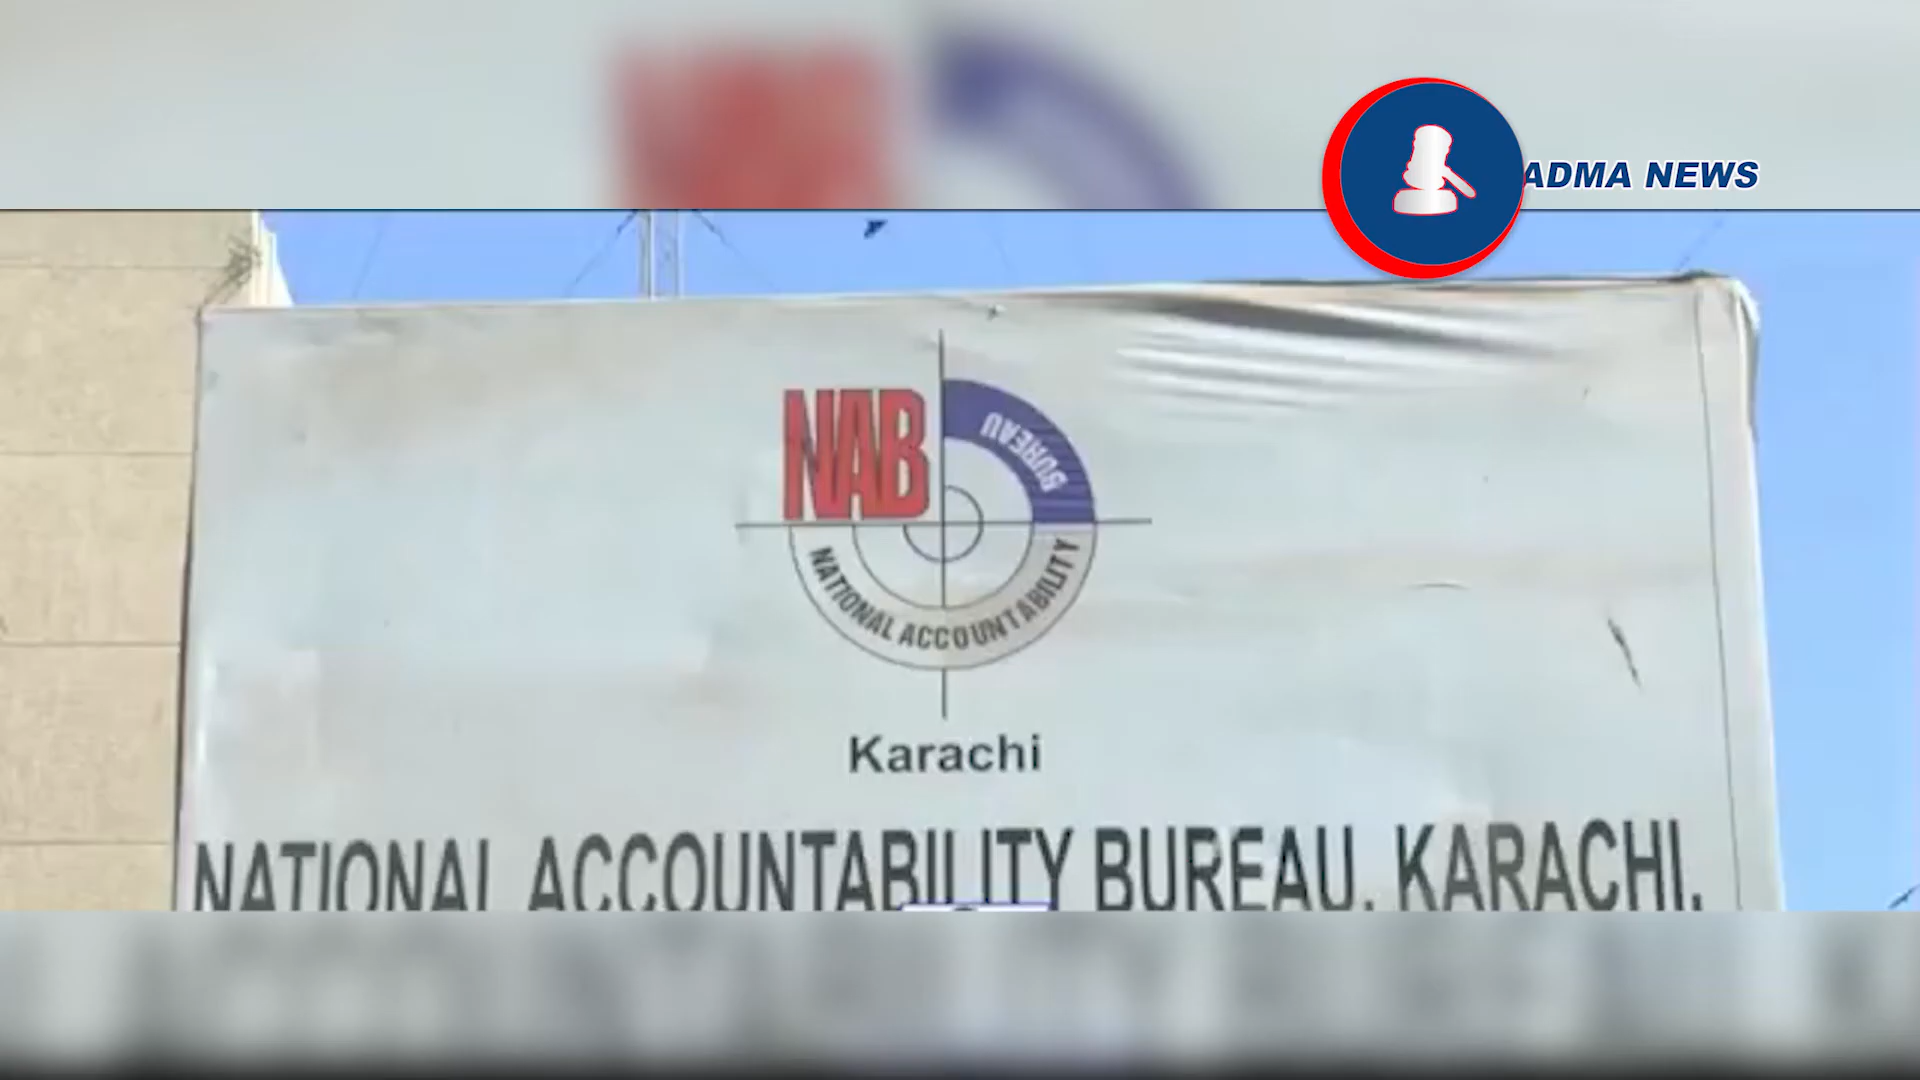 ADMA NEWS
NAB
BUREAU
NATIONAL ACCOUNTABILITY
Karachi
NATIONAL ACCOUNTABILITY BUREAU, KARACHI.